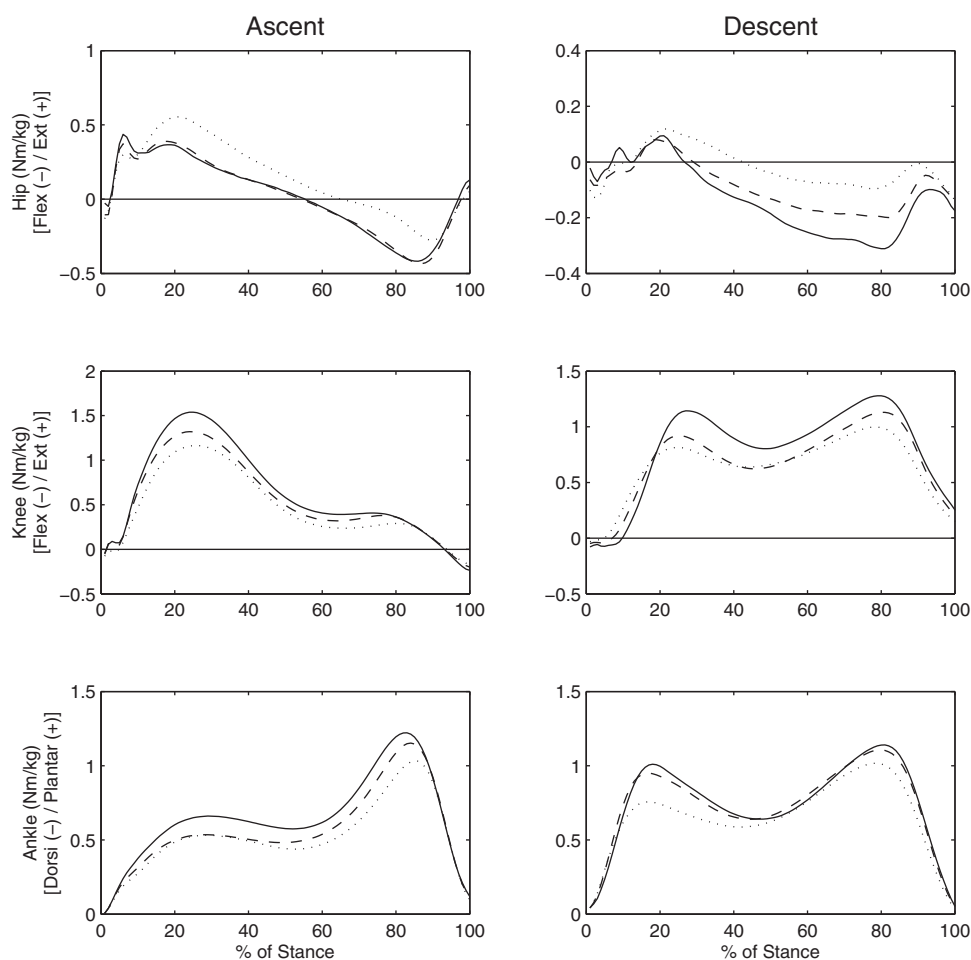 Ascent
Descent
Hip (Nm/kg)
[Flex (−) / Ext (+)]
1
0.5
0
−0.5
0 20 40 60 80 100
0.4
0.2
0
−0.2
−0.4
0 20 40 60 80 100
Knee (Nm/kg)
[Flex (−) / Ext (+)]
2
1.5
1
0.5
0
−0.5
0 20 40 60 80 100
1.5
1
0.5
0
−0.5
0 20 40 60 80 100
Ankle (Nm/kg)
[Dorsi (−) / Plantar (+)]
1.5
1
0.5
0
0 20 40 60 80 100
% of Stance
1.5
1
0.5
0
0 20 40 60 80 100
% of Stance